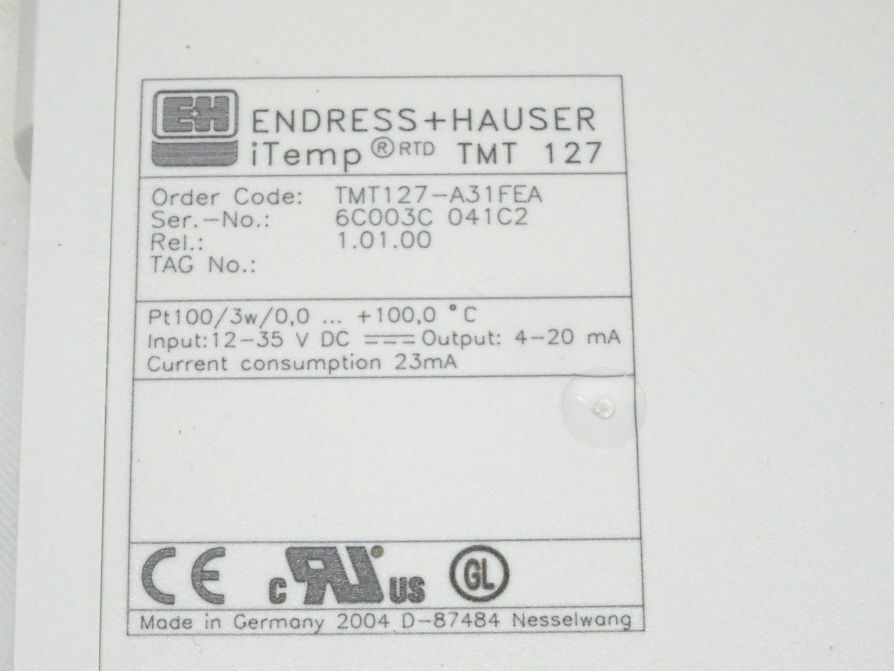 E+H
ENDRESS+HAUSER
iTemp ® RTD TMT 127
Order Code: TMT127-A31FEA
Ser.-No.: 6C003C 041C2
Rel.: 1.01.00
TAG No.:
Pt100/3w/0,0 ... +100,0 °C
Input:12-35 V DC ⎓ Output: 4-20 mA
Current consumption 23mA
CE c RU US GL
Made in Germany 2004 D-87484 Nesselwang